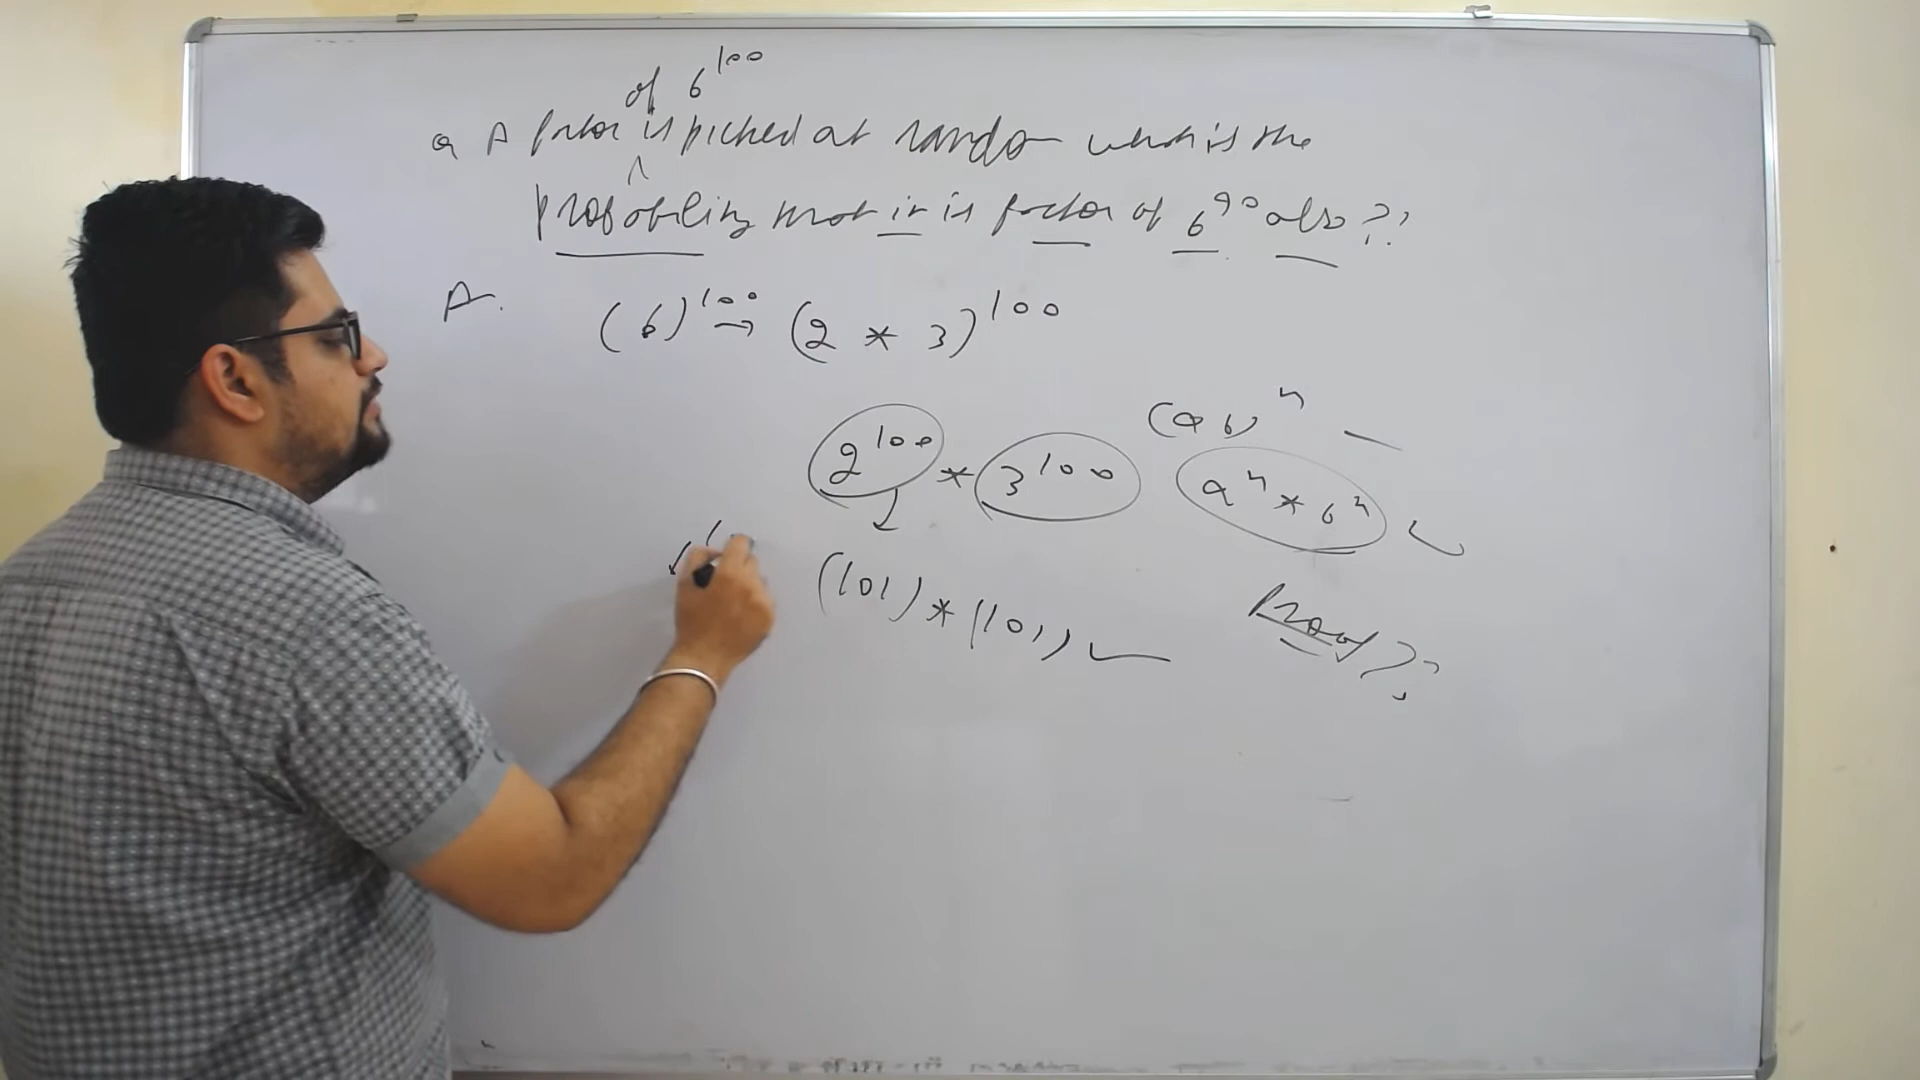 of 6^100
Q A factor is picked at random what is the
probability that it is factor of 6^90 also ??
A. (6)^100 → (2 * 3)^100
(ab)^n —
2^100 * 3^100 a^n * b^n
(101) * (101)
Proof ??